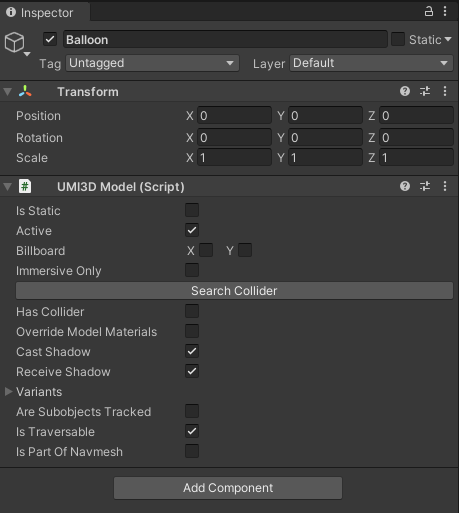 Inspector
Balloon
Static
Tag Untagged Layer Default
Transform
Position X 0 Y 0 Z 0
Rotation X 0 Y 0 Z 0
Scale X 1 Y 1 Z 1
# UMI3D Model (Script)
Is Static
Active
Billboard X Y
Immersive Only
Search Collider
Has Collider
Override Model Materials
Cast Shadow
Receive Shadow
Variants
Are Subobjects Tracked
Is Traversable
Is Part Of Navmesh
Add Component